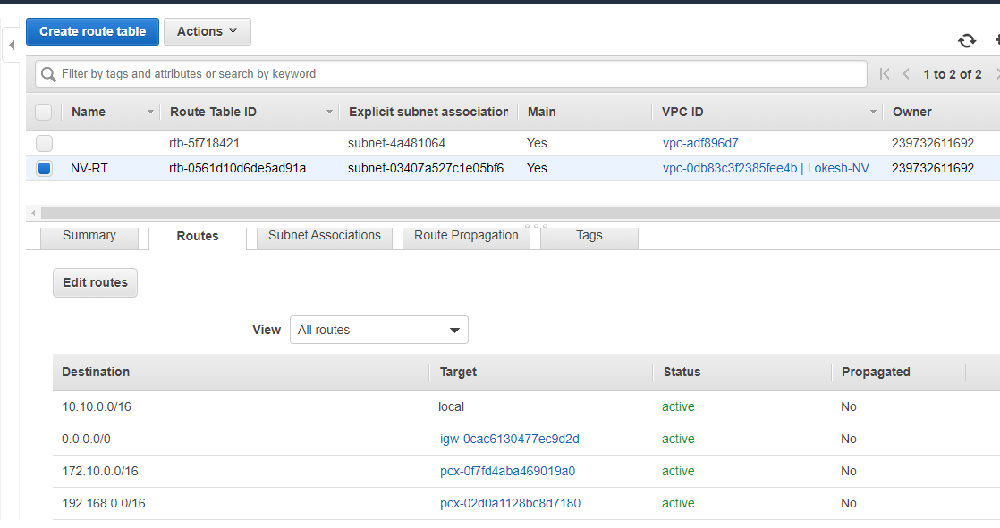 Create route table Actions
Filter by tags and attributes or search by keyword 1 to 2 of 2
Name Route Table ID Explicit subnet association Main VPC ID Owner
rtb-5f718421 subnet-4a481064 Yes vpc-adf896d7 239732611692
NV-RT rtb-0561d10d6de5ad91a subnet-03407a527c1e05bf6 Yes vpc-0db83c3f2385fee4b | Lokesh-NV 239732611692
Summary Routes Subnet Associations Route Propagation Tags
Edit routes
View All routes
Destination Target Status Propagated
10.10.0.0/16 local active No
0.0.0.0/0 igw-0cac6130477ec9d2d active No
172.10.0.0/16 pcx-0f7fd4aba469019a0 active No
192.168.0.0/16 pcx-02d0a1128bc8d7180 active No